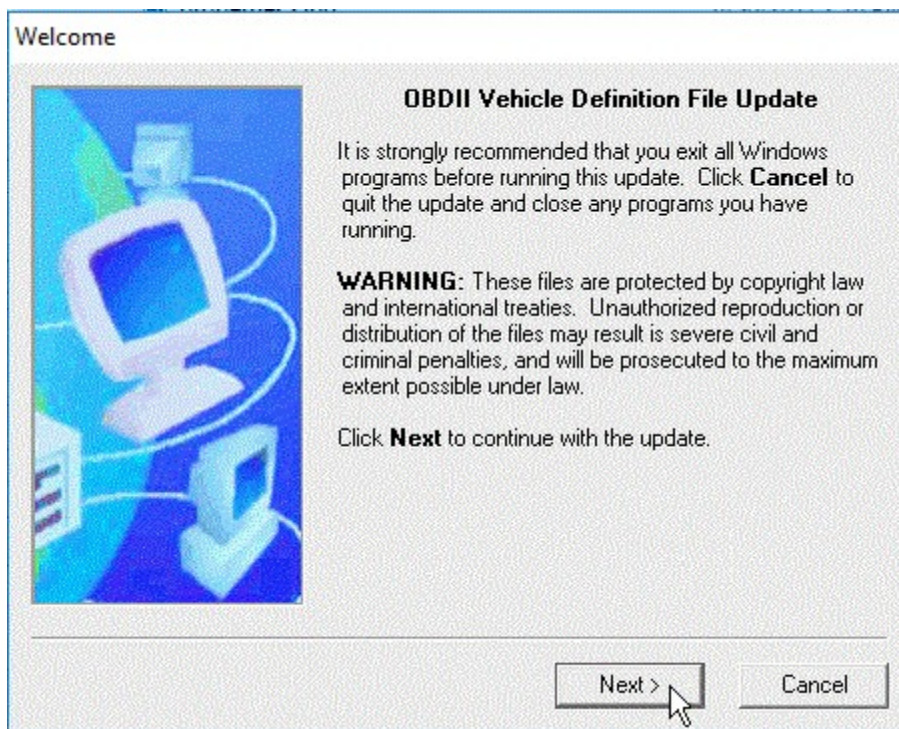 Welcome
OBDII Vehicle Definition File Update
It is strongly recommended that you exit all Windows
programs before running this update. Click Cancel to
quit the update and close any programs you have
running.
WARNING: These files are protected by copyright law
and international treaties. Unauthorized reproduction or
distribution of the files may result is severe civil and
criminal penalties, and will be prosecuted to the maximum
extent possible under law.
Click Next to continue with the update.
Next >
Cancel